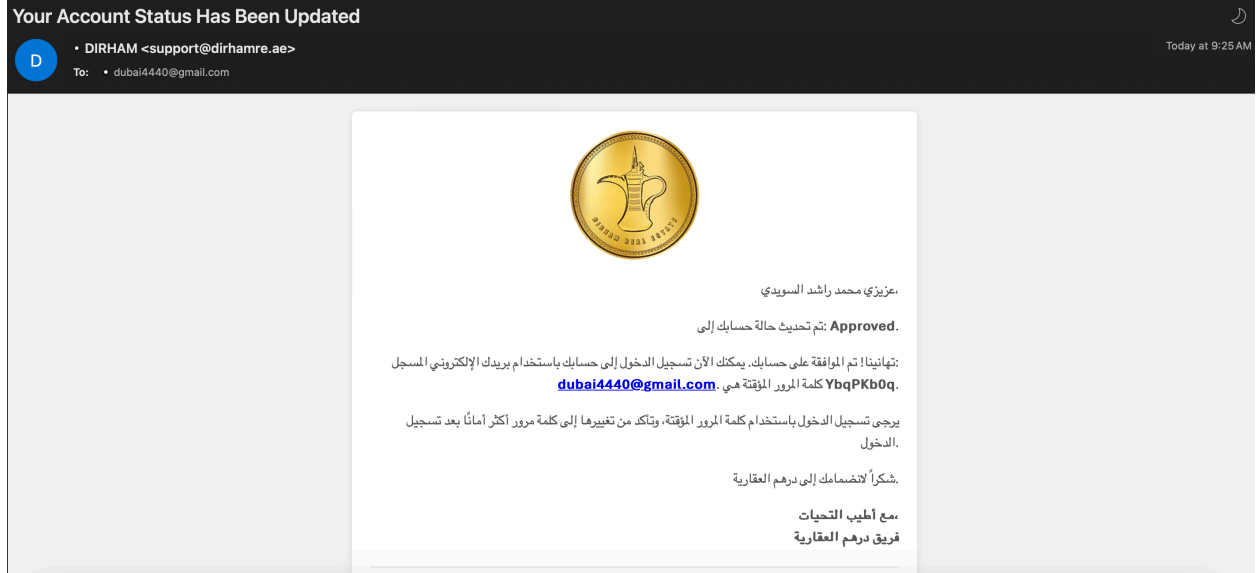 Your Account Status Has Been Updated
D
• DIRHAM <support@dirhamre.ae>
Today at 9:25 AM
To: • dubai4440@gmail.com
DIRHAM REAL ESTATE
عزيزي محمد راشد السويدي،
تم تحديث حالة حسابك إلى: Approved.
تهانينا! تم الموافقة على حسابك. يمكنك الآن تسجيل الدخول إلى حسابك باستخدام بريدك الإلكتروني المسجل:
dubai4440@gmail.com. كلمة المرور المؤقتة هي YbqPKb0q.
يرجى تسجيل الدخول باستخدام كلمة المرور المؤقتة، وتأكد من تغييرها إلى كلمة مرور أكثر أمانًا بعد تسجيل
الدخول.
شكراً لانضمامك إلى درهم العقارية.
مع أطيب التحيات،
فريق درهم العقارية